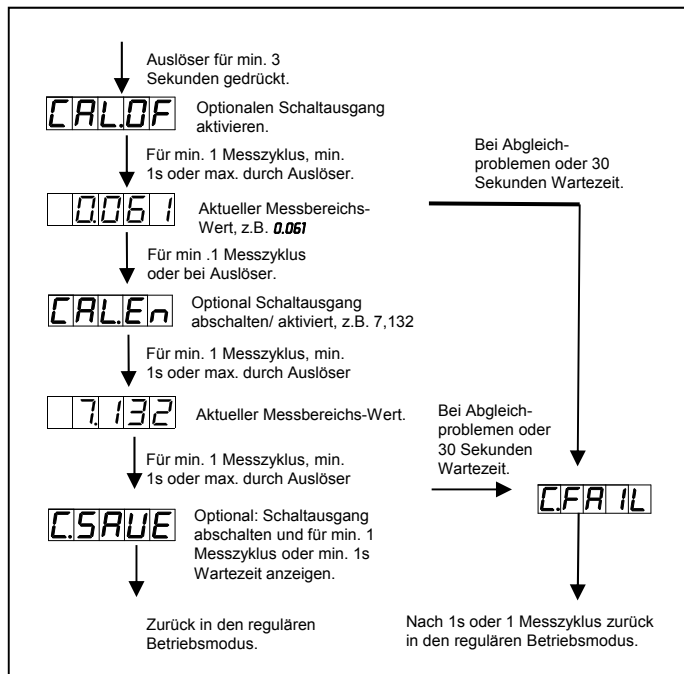 Auslöser für min. 3
Sekunden gedrückt.
CAL.OF
Optionalen Schaltausgang
aktivieren.
Für min. 1 Messzyklus, min.
1s oder max. durch Auslöser.
Bei Abgleich-
problemen oder 30
Sekunden Wartezeit.
0.061
Aktueller Messbereichs-
Wert, z.B. 0.061
Für min .1 Messzyklus
oder bei Auslöser.
CAL.En
Optional Schaltausgang
abschalten/ aktiviert, z.B. 7,132
Für min. 1 Messzyklus, min.
1s oder max. durch Auslöser
7.132
Aktueller Messbereichs-Wert.
Bei Abgleich-
problemen oder
30 Sekunden
Wartezeit.
Für min. 1 Messzyklus, min.
1s oder max. durch Auslöser
C.SAVE
Optional: Schaltausgang
abschalten und für min. 1
Messzyklus oder min. 1s
Wartezeit anzeigen.
C.FAIL
Zurück in den regulären
Betriebsmodus.
Nach 1s oder 1 Messzyklus zurück
in den regulären Betriebsmodus.